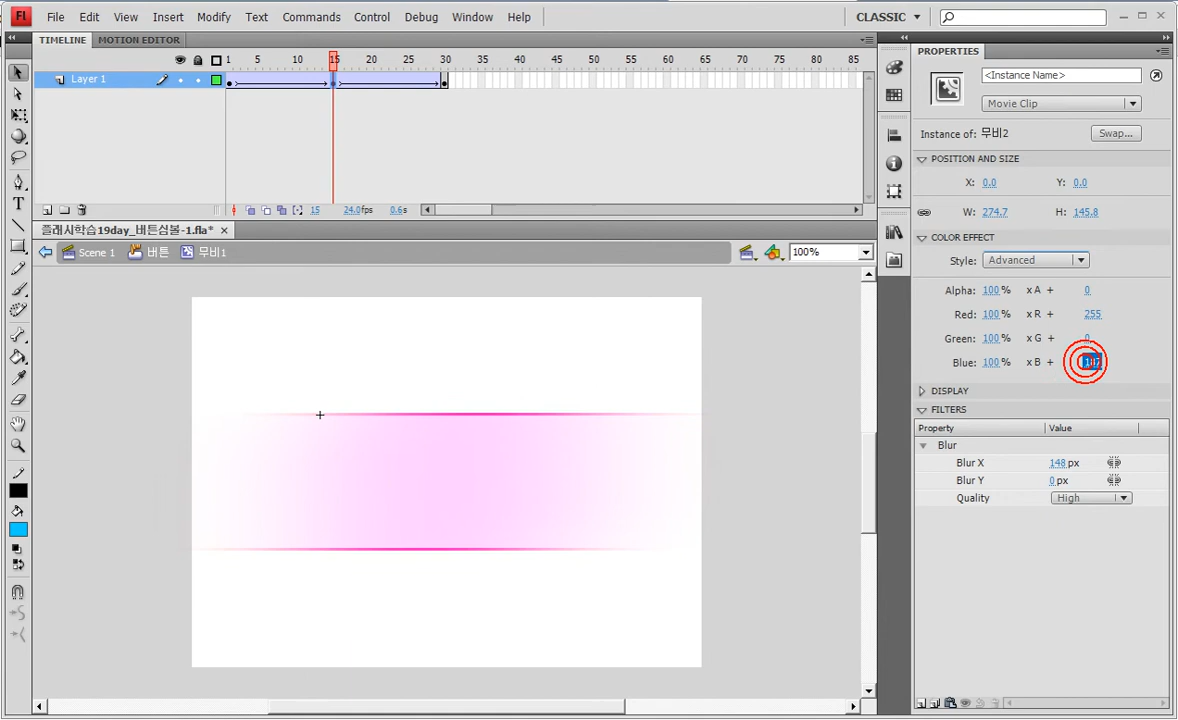 Fl File Edit View Insert Modify Text Commands Control Debug Window Help CLASSIC
TIMELINE MOTION EDITOR
1 5 10 15 20 25 30 35 40 45 50 55 60 65 70 75 80 85
Layer 1
15 24.0fps 0.6s
플래시학습19day_버튼심볼-1.fla*
Scene 1 버튼 무비1 100%
PROPERTIES
<Instance Name>
Movie Clip
Instance of: 무비2 Swap...
POSITION AND SIZE
X: 0.0 Y: 0.0
W: 274.7 H: 145.8
COLOR EFFECT
Style: Advanced
Alpha: 100 % x A + 0
Red: 100 % x R + 255
Green: 100 % x G + 0
Blue: 100 % x B +
DISPLAY
FILTERS
Property Value
Blur
Blur X 148 px
Blur Y 0 px
Quality High